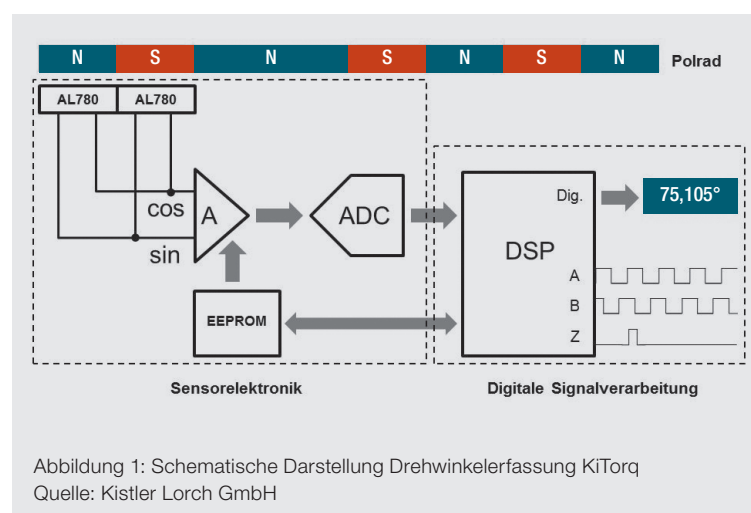 N S N S N S N Polrad
AL780 AL780
cos A ADC
sin
EEPROM
Dig. 75,105°
DSP
A
B
Z
Sensorelektronik Digitale Signalverarbeitung
Abbildung 1: Schematische Darstellung Drehwinkelerfassung KiTorq
Quelle: Kistler Lorch GmbH